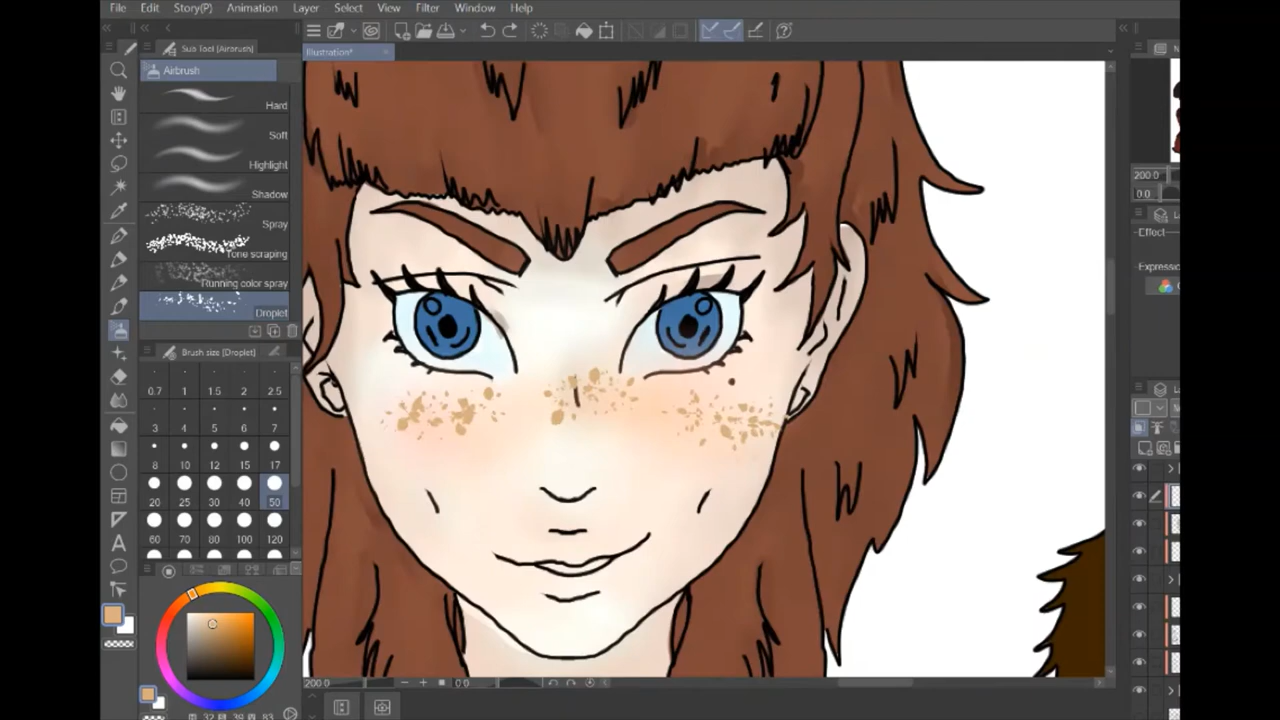 File Edit Story(P) Animation Layer Select View Filter Window Help
Sub Tool [Airbrush]
Illustration*
Airbrush
Hard
Soft
Highlight
Shadow
Spray
Tone scraping
Running color spray
Droplet
Brush size [Droplet]
0.7 1 1.5 2 2.5
3 4 5 6 7
8 10 12 15 17
20 25 30 40 50
60 70 80 100 120
200.0
0.0
Effect
Expressi
200.0 0.0
32 39 83